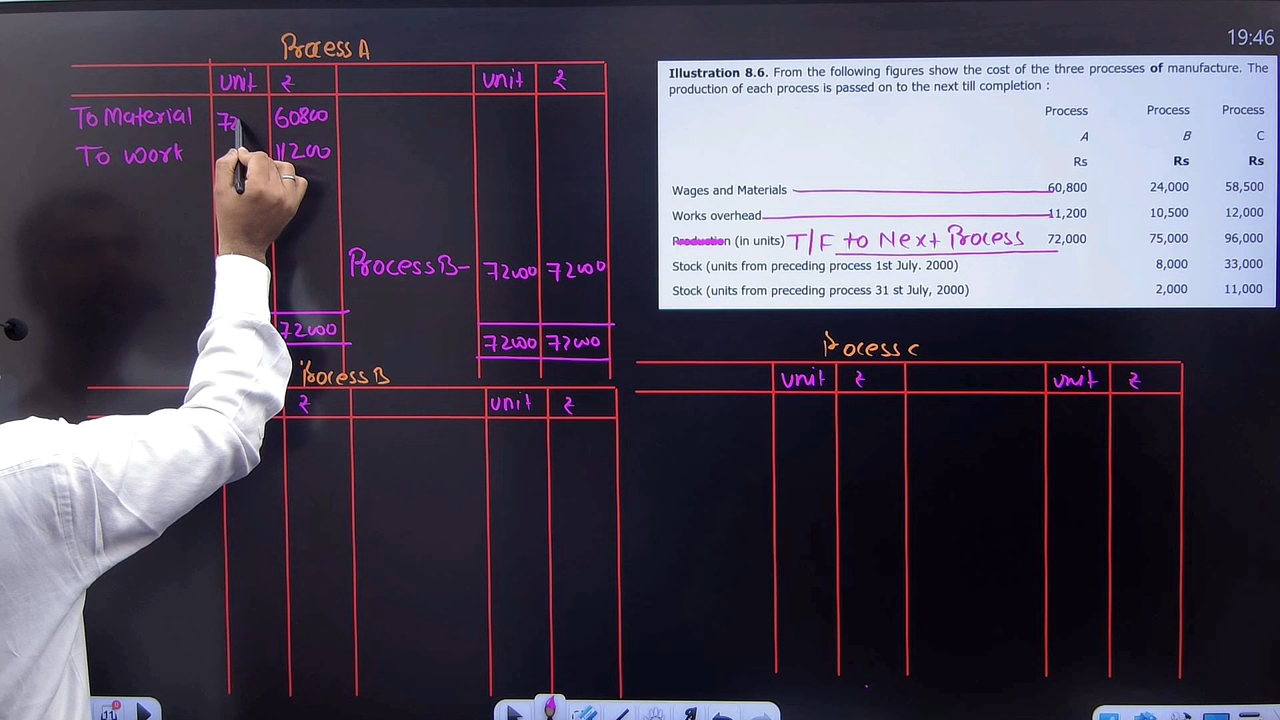 19:46
Process A
unit ₹ unit ₹
To Material 72 60800
To Work 11200
Process B- 72000 72000
72000 72000 72000
Process B
₹ unit ₹
Illustration 8.6. From the following figures show the cost of the three processes of manufacture. The
production of each process is passed on to the next till completion :
Process Process Process
A B C
Rs Rs Rs
Wages and Materials 60,800 24,000 58,500
Works overhead 11,200 10,500 12,000
Production (in units) T/F to Next Process 72,000 75,000 96,000
Stock (units from preceding process 1st July. 2000) 8,000 33,000
Stock (units from preceding process 31 st July, 2000) 2,000 11,000
Process C
unit ₹ unit ₹